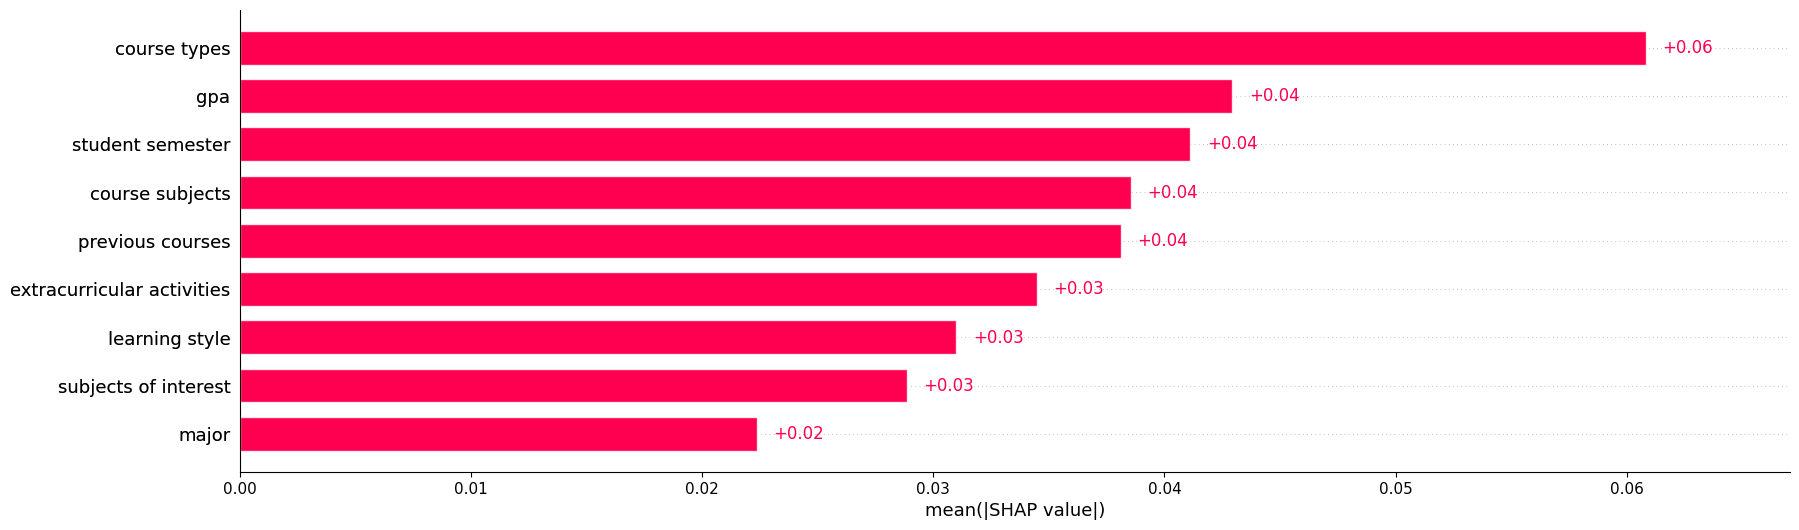 course types +0.06
gpa +0.04
student semester +0.04
course subjects +0.04
previous courses +0.04
extracurricular activities +0.03
learning style +0.03
subjects of interest +0.03
major +0.02
0.00 0.01 0.02 0.03 0.04 0.05 0.06
mean(|SHAP value|)